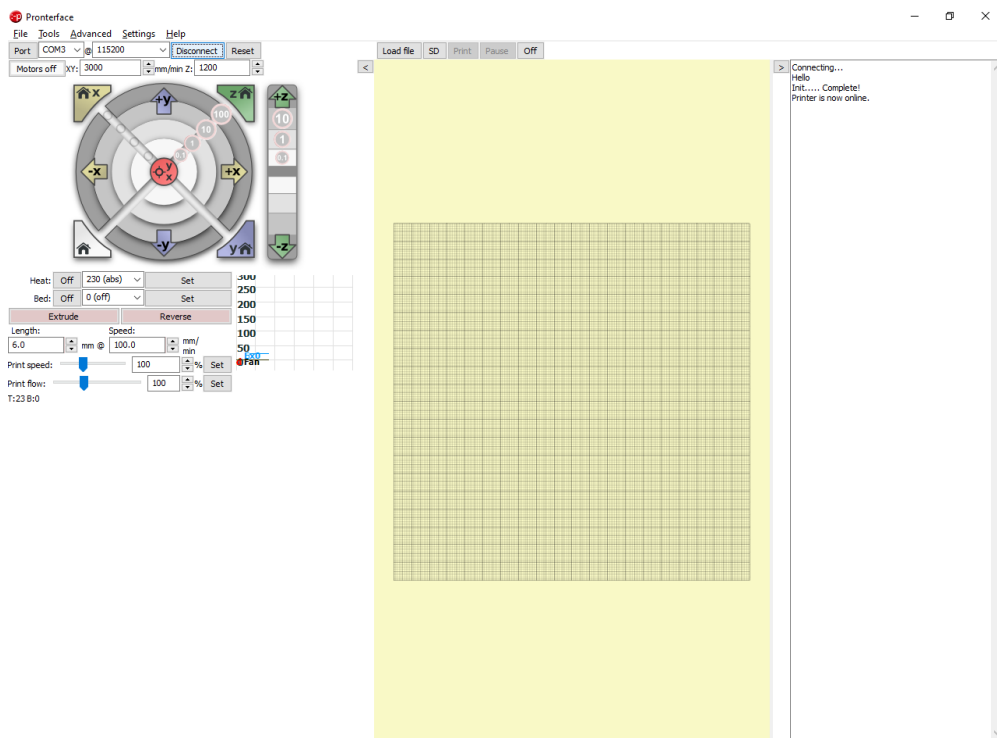 Pronterface
File Tools Advanced Settings Help
Port COM3 @ 115200 Disconnect Reset
Load file SD Print Pause Off
Motors off XY: 3000 mm/min Z: 1200
< >
Connecting...
Hello
Init..... Complete!
Printer is now online.
x +y z +z
100 10 1 0.1
10
1
0.1
-x y x +x
-y y -z
Heat: Off 230 (abs) Set
Bed: Off 0 (off) Set
Extrude Reverse
Length: Speed:
6.0 mm @ 100.0 mm/
min
Print speed: 100 % Set
Print flow: 100 % Set
T:23 B:0
300
250
200
150
100
50
Ex0
Fan